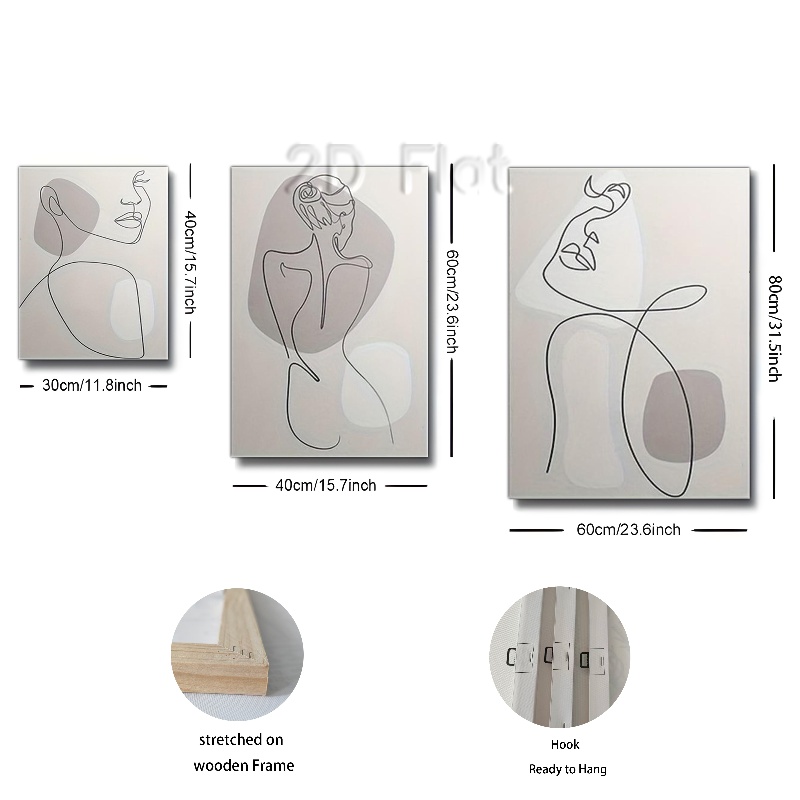 2D Flat
40cm/15.7inch
30cm/11.8inch
60cm/23.6inch
40cm/15.7inch
80cm/31.5inch
60cm/23.6inch
stretched on
wooden Frame
Hook
Ready to Hang